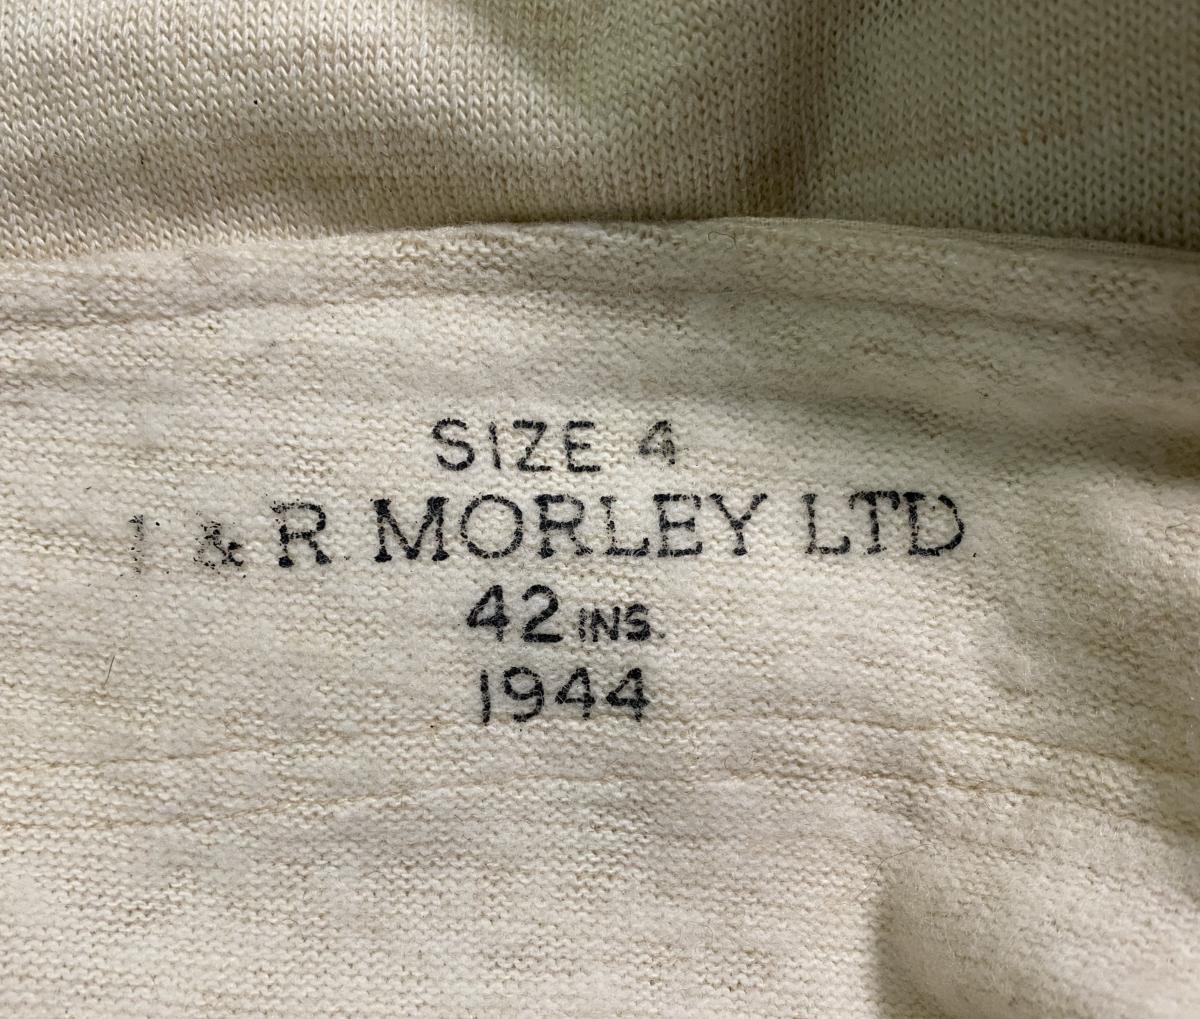 SIZE 4
I & R. MORLEY LTD
42 INS.
1944